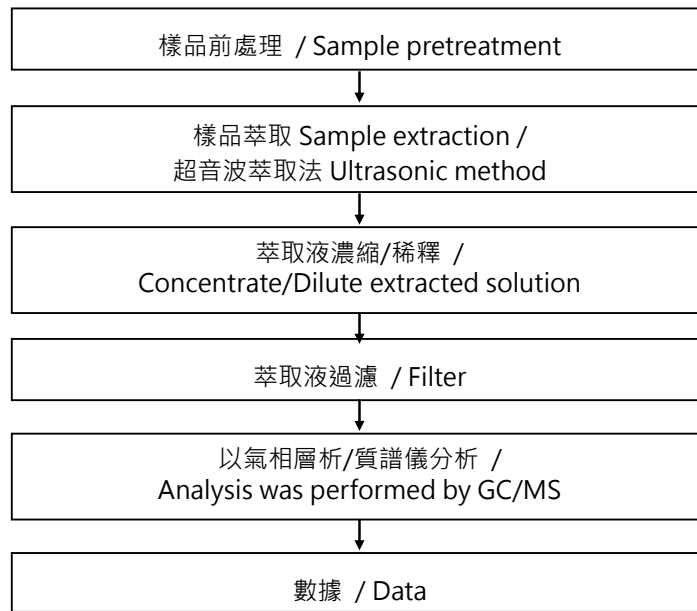 樣品前處理 / Sample pretreatment
樣品萃取 Sample extraction /
超音波萃取法 Ultrasonic method
萃取液濃縮/稀釋 /
Concentrate/Dilute extracted solution
萃取液過濾 / Filter
以氣相層析/質譜儀分析 /
Analysis was performed by GC/MS
數據 / Data